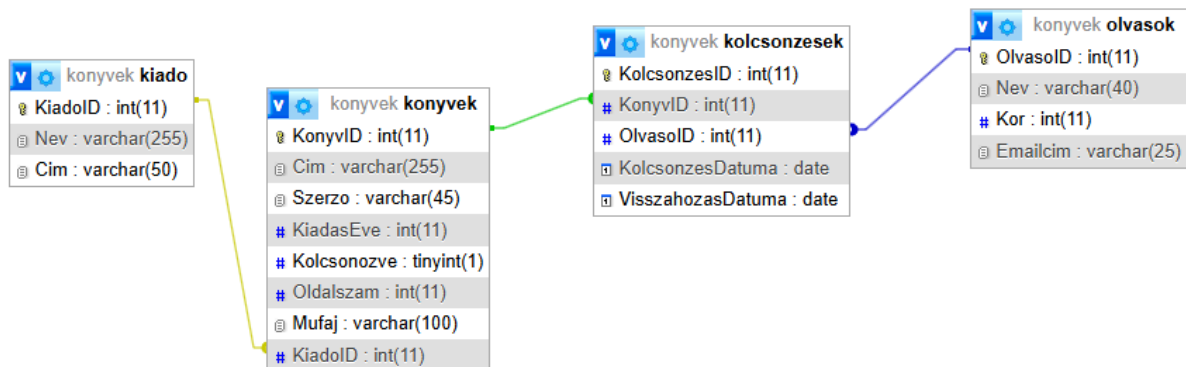 konyvek kiado
KiadoID : int(11)
Nev : varchar(255)
Cim : varchar(50)
konyvek konyvek
KonyvID : int(11)
Cim : varchar(255)
Szerzo : varchar(45)
KiadasEve : int(11)
Kolcsonozve : tinyint(1)
Oldalszam : int(11)
Mufaj : varchar(100)
KiadoID : int(11)
konyvek kolcsonzesek
KolcsonzesID : int(11)
KonyvID : int(11)
OlvasoID : int(11)
KolcsonzesDatuma : date
VisszahozasDatuma : date
konyvek olvasok
OlvasoID : int(11)
Nev : varchar(40)
Kor : int(11)
Emailcim : varchar(25)